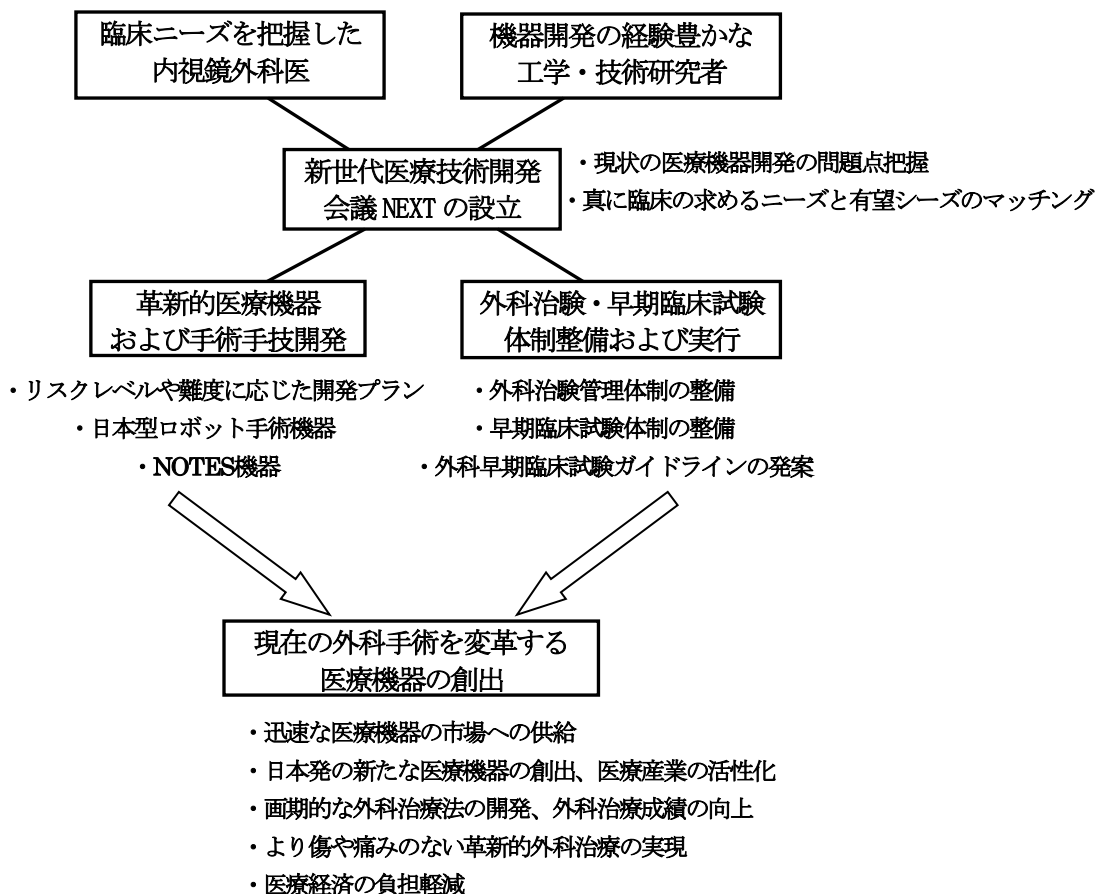 臨床ニーズを把握した
内視鏡外科医
機器開発の経験豊かな
工学・技術研究者
新世代医療技術開発
会議 NEXT の設立
・現状の医療機器開発の問題点把握
・真に臨床の求めるニーズと有望シーズのマッチング
革新的医療機器
および手術手技開発
外科治験・早期臨床試験
体制整備および実行
・リスクレベルや難度に応じた開発プラン
・日本型ロボット手術機器
・NOTES機器
・外科治験管理体制の整備
・早期臨床試験体制の整備
・外科早期臨床試験ガイドラインの発案
現在の外科手術を変革する
医療機器の創出
・迅速な医療機器の市場への供給
・日本発の新たな医療機器の創出、医療産業の活性化
・画期的な外科治療法の開発、外科治療成績の向上
・より傷や痛みのない革新的外科治療の実現
・医療経済の負担軽減